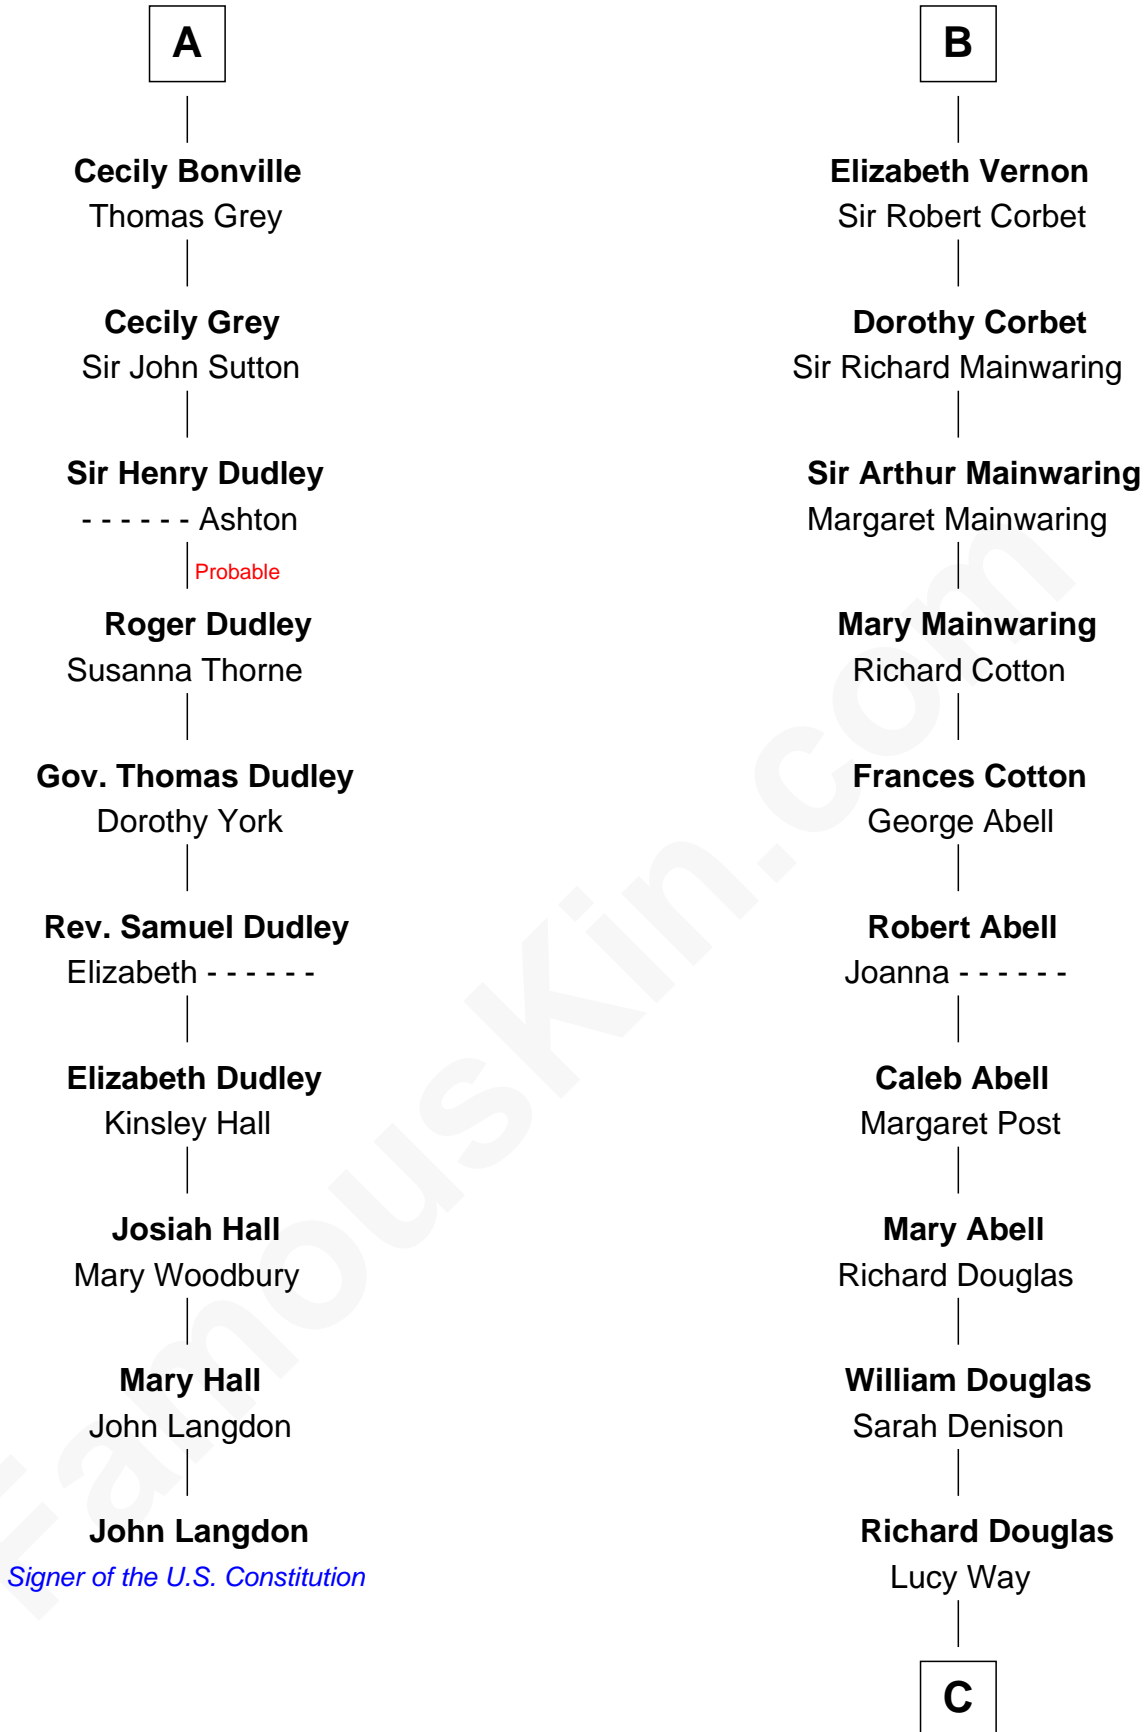 A
Cecily Bonville
Thomas Grey
Cecily Grey
Sir John Sutton
Sir Henry Dudley
- - - - - - Ashton
Probable
Roger Dudley
Susanna Thorne
Gov. Thomas Dudley
Dorothy York
Rev. Samuel Dudley
Elizabeth - - - - - -
Elizabeth Dudley
Kinsley Hall
Josiah Hall
Mary Woodbury
Mary Hall
John Langdon
John Langdon
Signer of the U.S. Constitution
B
Elizabeth Vernon
Sir Robert Corbet
Dorothy Corbet
Sir Richard Mainwaring
Sir Arthur Mainwaring
Margaret Mainwaring
Mary Mainwaring
Richard Cotton
Frances Cotton
George Abell
Robert Abell
Joanna - - - - - -
Caleb Abell
Margaret Post
Mary Abell
Richard Douglas
William Douglas
Sarah Denison
Richard Douglas
Lucy Way
C
FamousKin.com